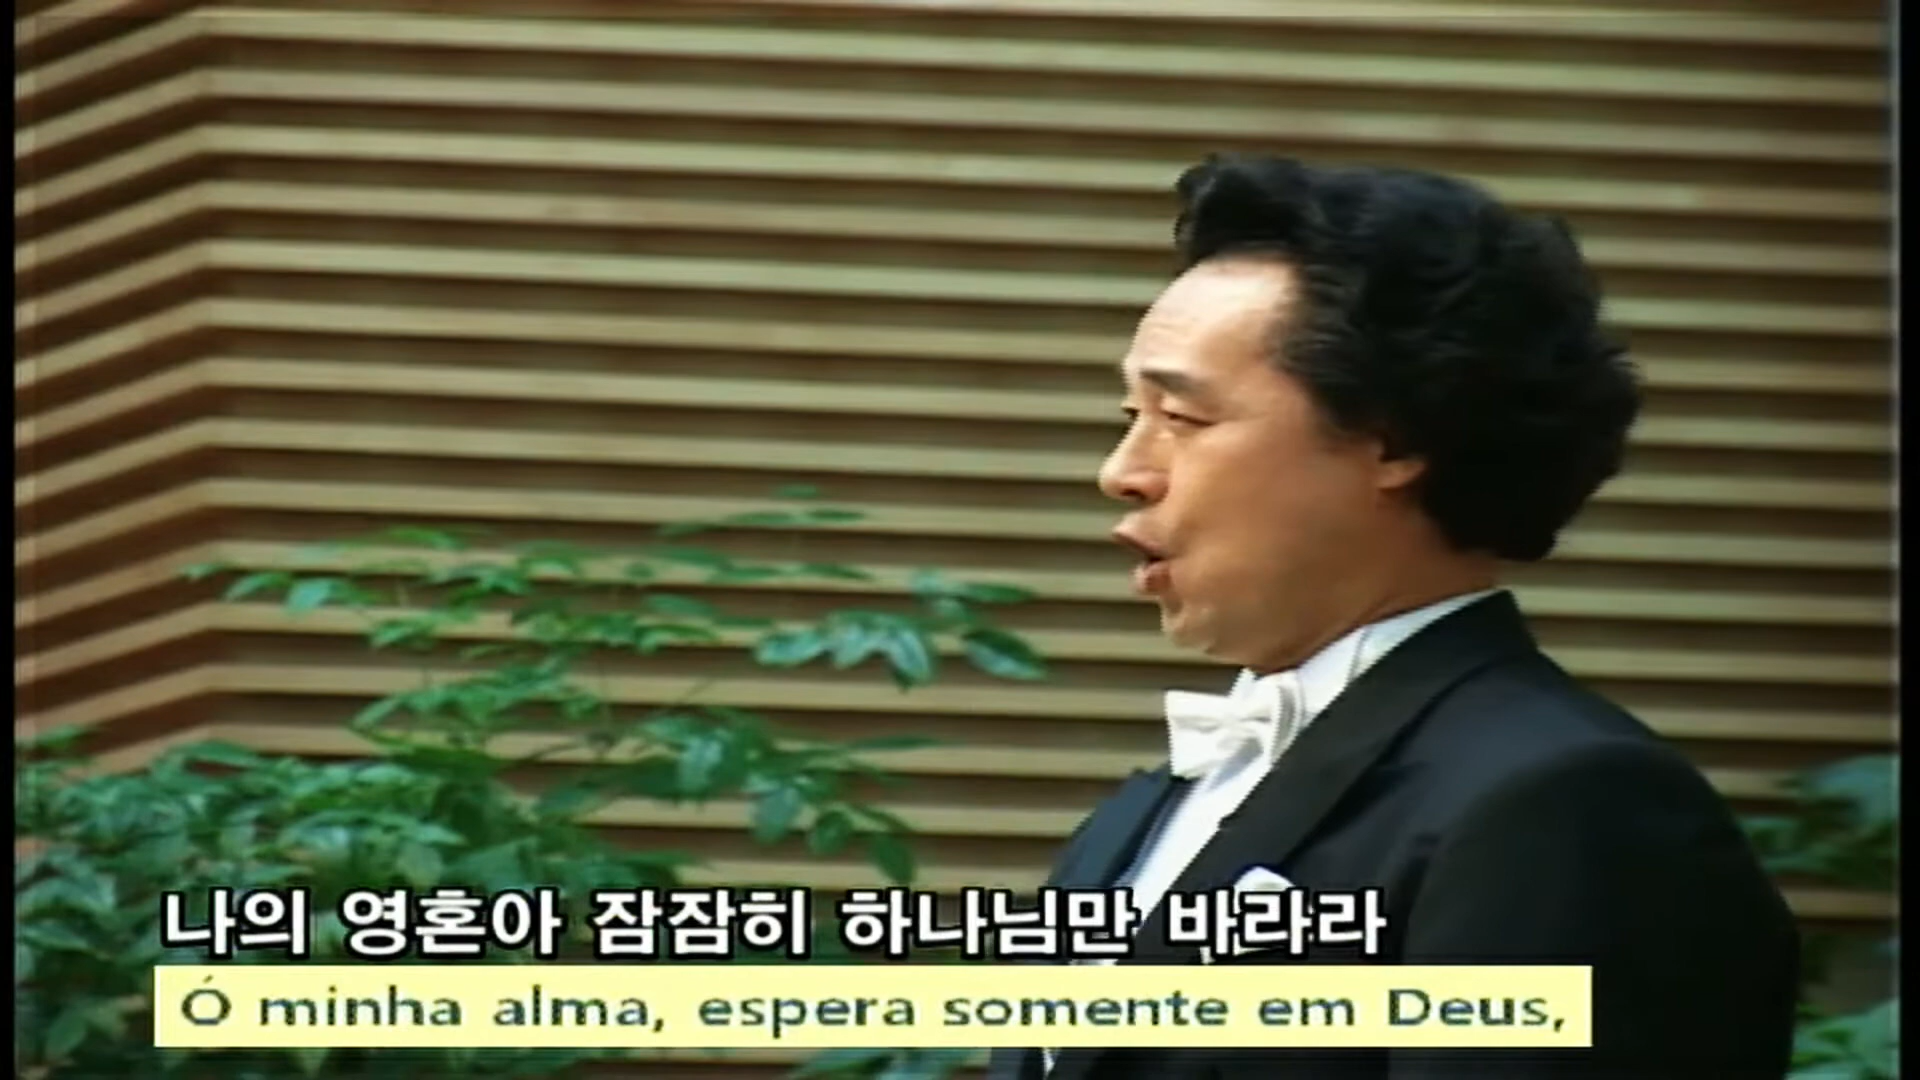 나의 영혼아 잠잠히 하나님만 바라라
Ó minha alma, espera somente em Deus,